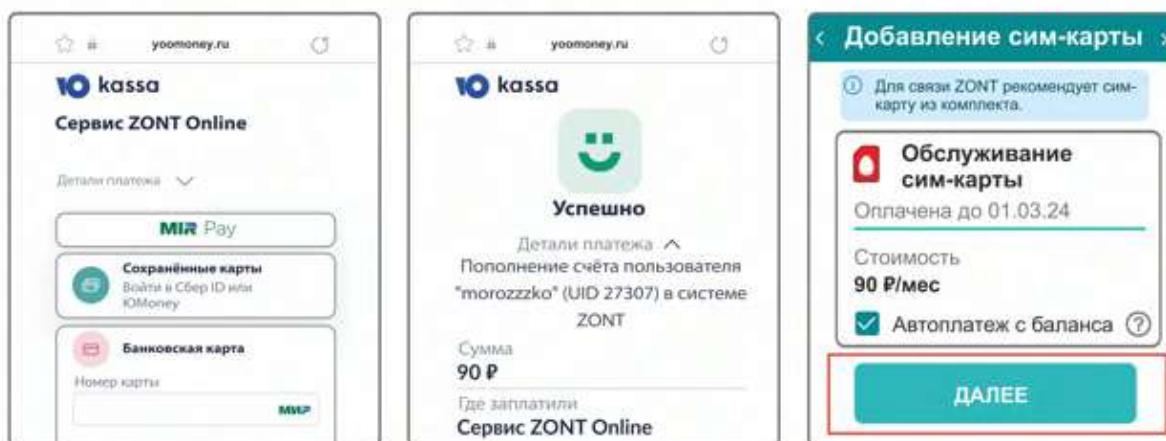 yoomoney.ru
Ю kassa
Сервис ZONT Online
Детали платежа
MIR Pay
Сохранённые карты
Войти в Сбер ID или
ЮMoney
Банковская карта
Номер карты
МИР
yoomoney.ru
Ю kassa
Успешно
Детали платежа
Пополнение счёта пользователя
"morozzzko" (UID 27307) в системе
ZONT
Сумма
90 ₽
Где заплатили
Сервис ZONT Online
Добавление сим-карты
Для связи ZONT рекомендует сим-
карту из комплекта.
Обслуживание
сим-карты
Оплачена до 01.03.24
Стоимость
90 ₽/мес
Автоплатеж с баланса ?
ДАЛЕЕ